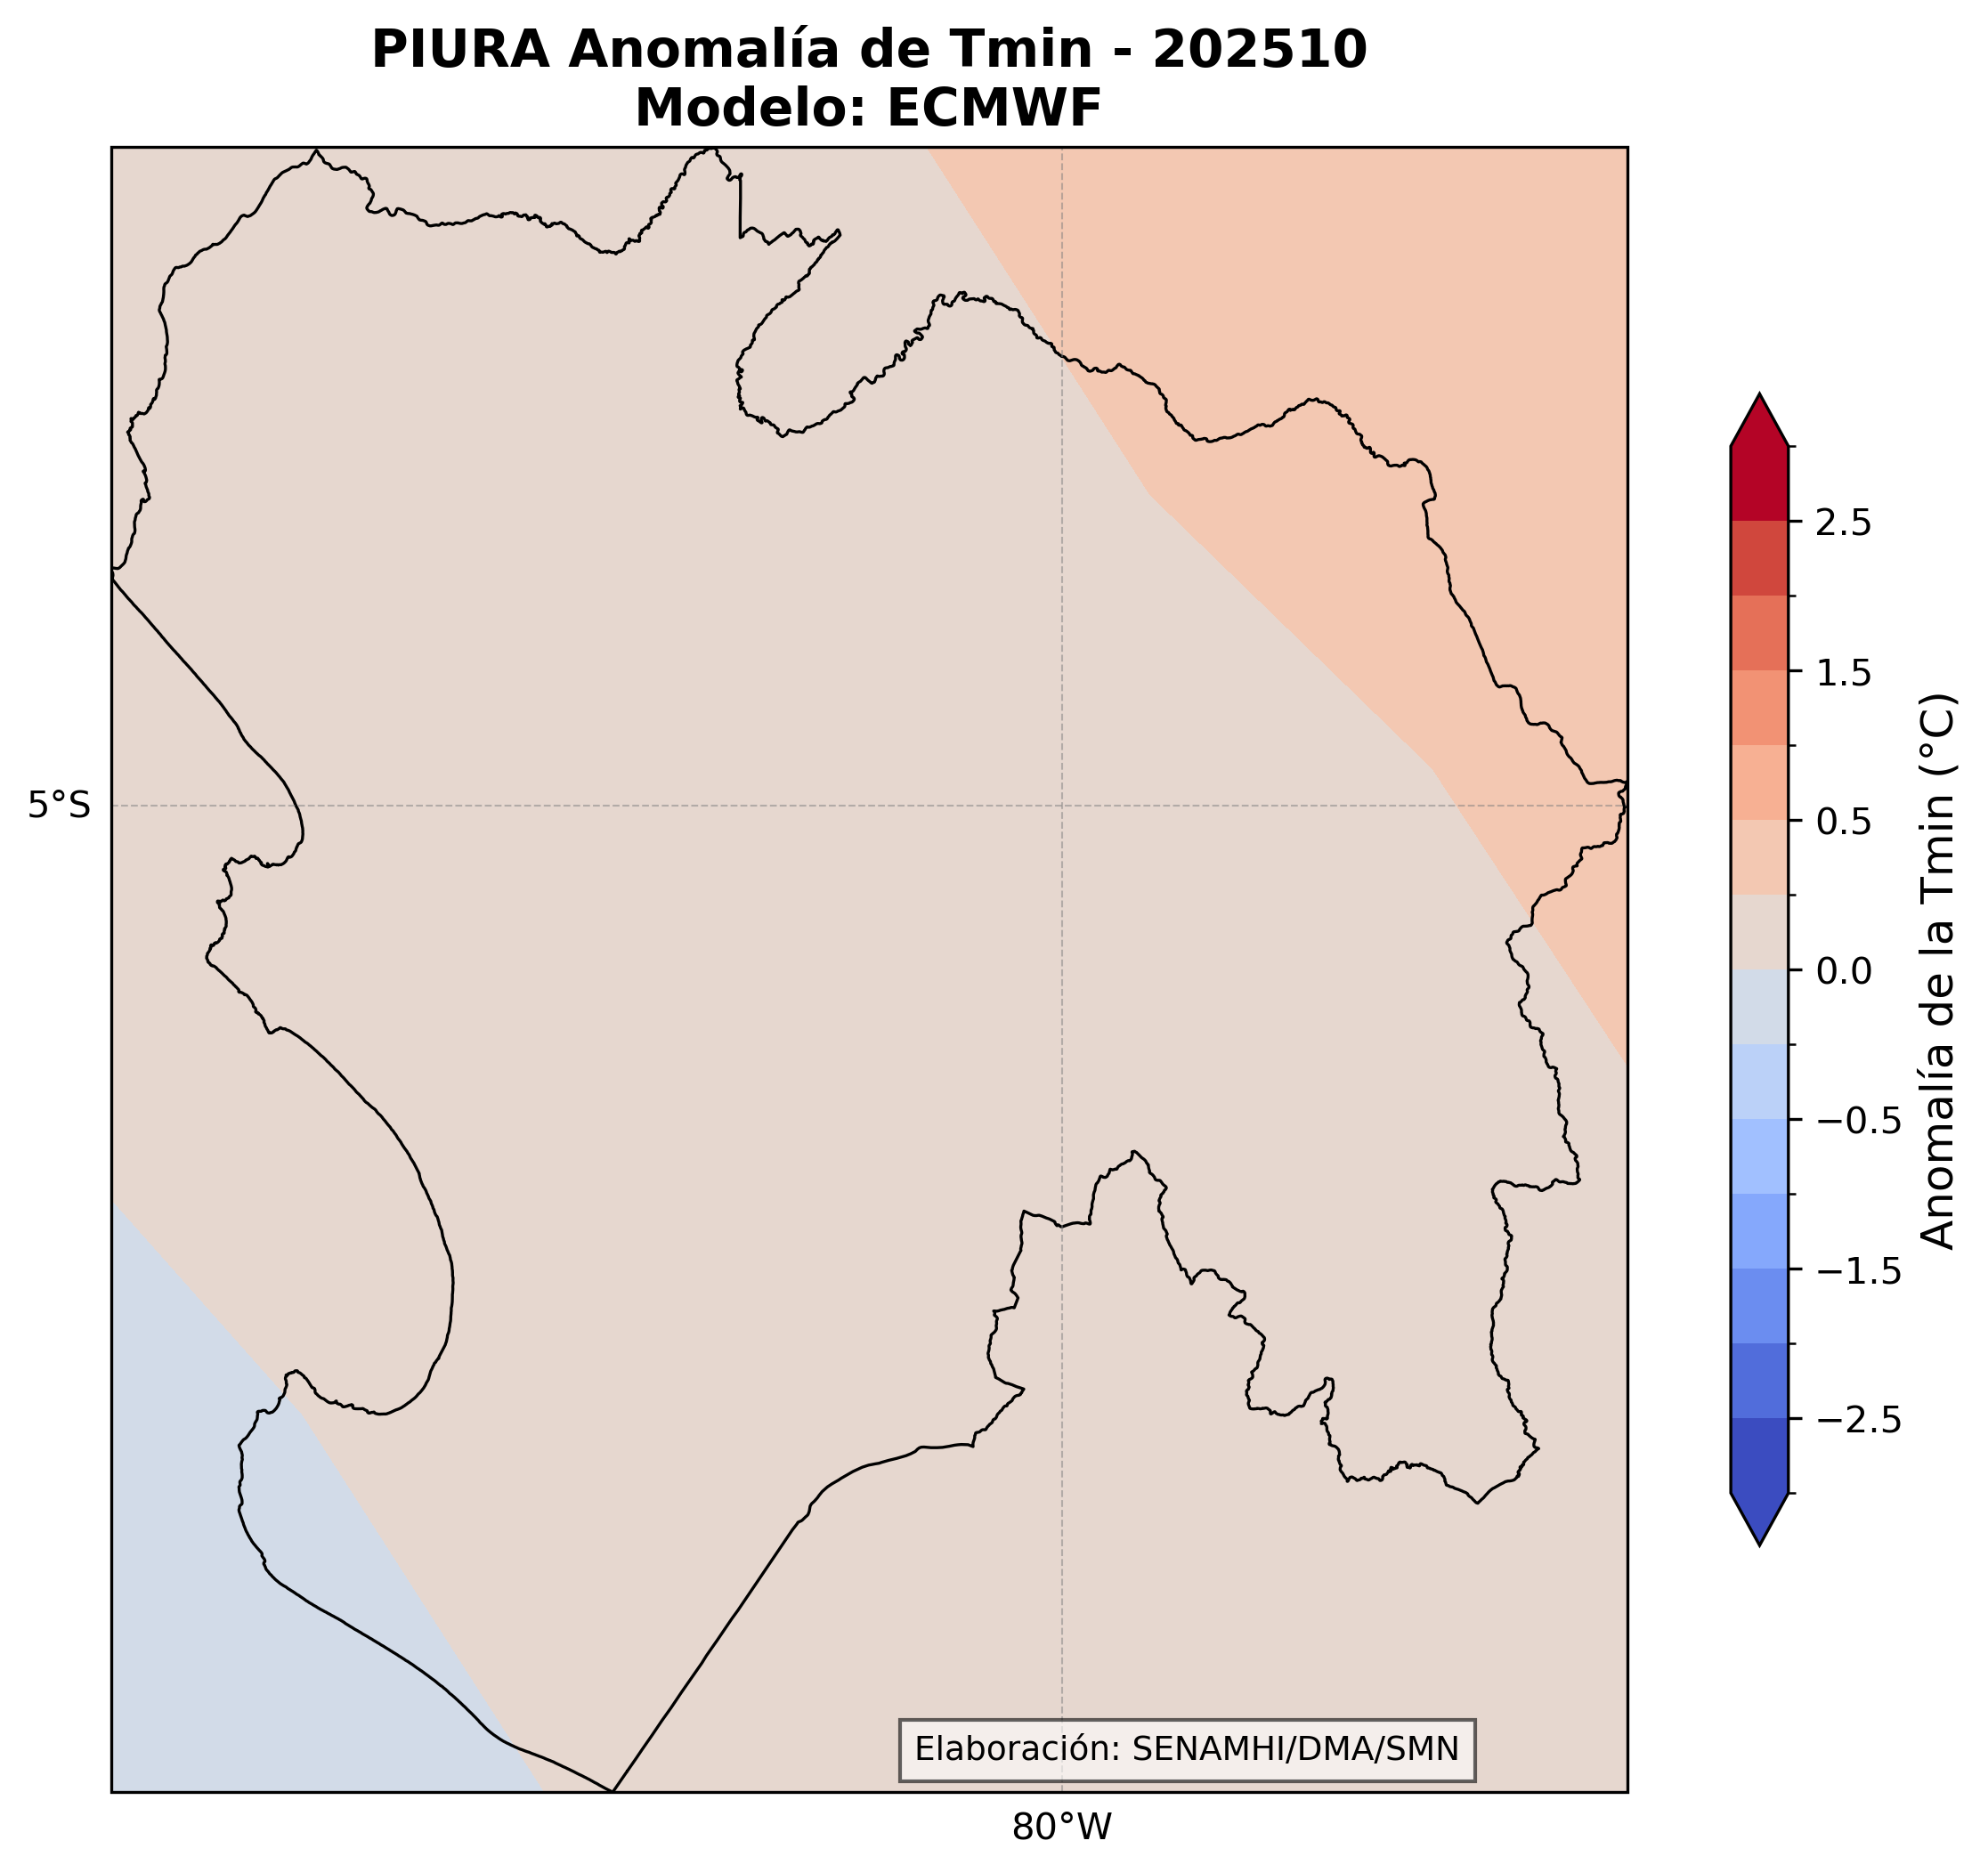 PIURA Anomalía de Tmin - 202510
Modelo: ECMWF
5°S
80°W
Elaboración: SENAMHI/DMA/SMN
2.5
1.5
0.5
0.0
−0.5
−1.5
−2.5
Anomalía de la Tmin (°C)